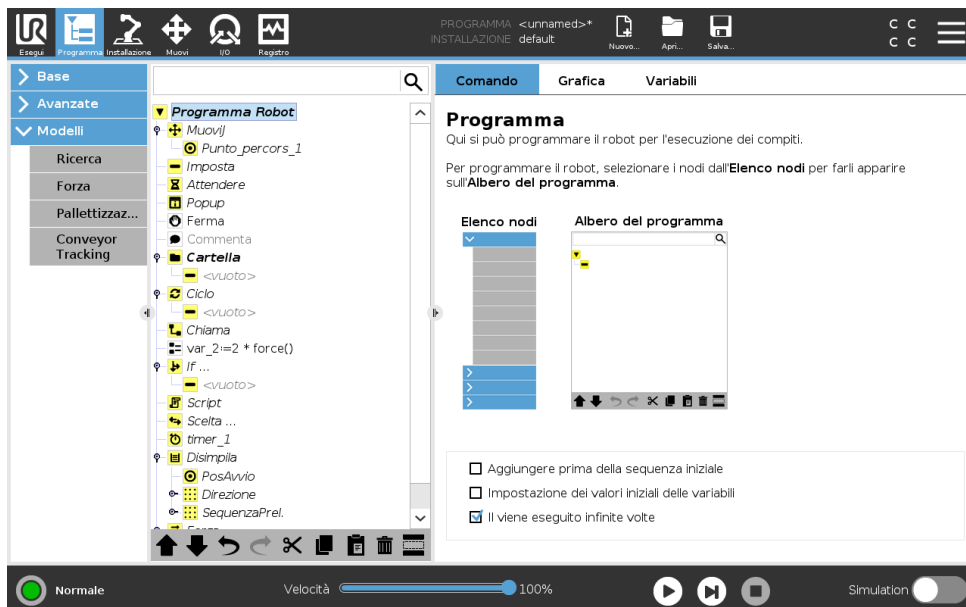 PROGRAMMA <unnamed>*
INSTALLAZIONE default
Esegui Programma Installazione Muovi I/O Registro Nuovo... Apri... Salva...
C C
C C
Base
Avanzate
Modelli
Ricerca
Forza
Pallettizzaz...
Conveyor
Tracking
Programma Robot
MuoviJ
Punto_percors_1
Imposta
Attendere
Popup
Ferma
Commenta
Cartella
<vuoto>
Ciclo
<vuoto>
Chiama
var_2:=2 * force()
If ...
<vuoto>
Script
Scelta ...
timer_1
Disimpila
PosAvvio
Direzione
SequenzaPrel.
Forza
Comando Grafica Variabili
Programma
Qui si può programmare il robot per l'esecuzione dei compiti.
Per programmare il robot, selezionare i nodi dall'Elenco nodi per farli apparire
sull'Albero del programma.
Elenco nodi Albero del programma
Aggiungere prima della sequenza iniziale
Impostazione dei valori iniziali delle variabili
Il viene eseguito infinite volte
Normale Velocità 100% Simulation